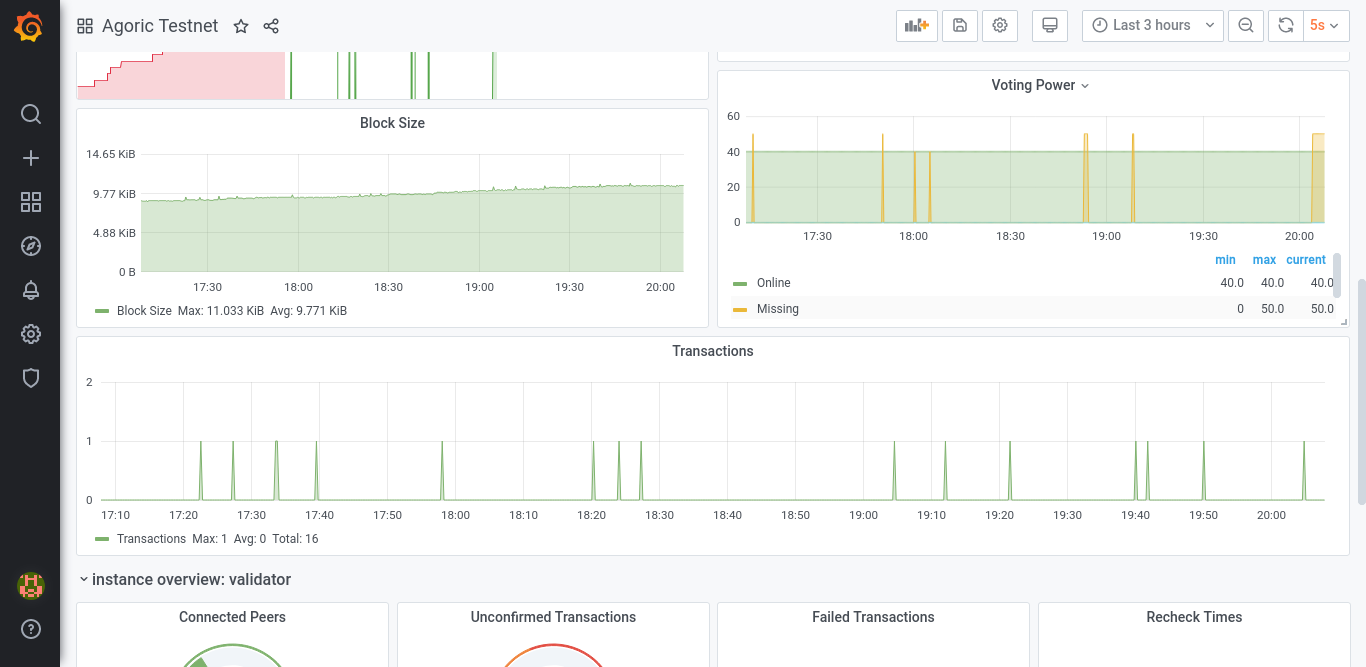 Agoric Testnet
Last 3 hours
5s
Block Size
14.65 KiB
9.77 KiB
4.88 KiB
0 B
17:30 18:00 18:30 19:00 19:30 20:00
Block Size Max: 11.033 KiB Avg: 9.771 KiB
Voting Power
60
40
20
0
17:30 18:00 18:30 19:00 19:30 20:00
min max current
Online 40.0 40.0 40.0
Missing 0 50.0 50.0
Transactions
2
1
0
17:10 17:20 17:30 17:40 17:50 18:00 18:10 18:20 18:30 18:40 18:50 19:00 19:10 19:20 19:30 19:40 19:50 20:00
Transactions Max: 1 Avg: 0 Total: 16
instance overview: validator
Connected Peers
Unconfirmed Transactions
Failed Transactions
Recheck Times